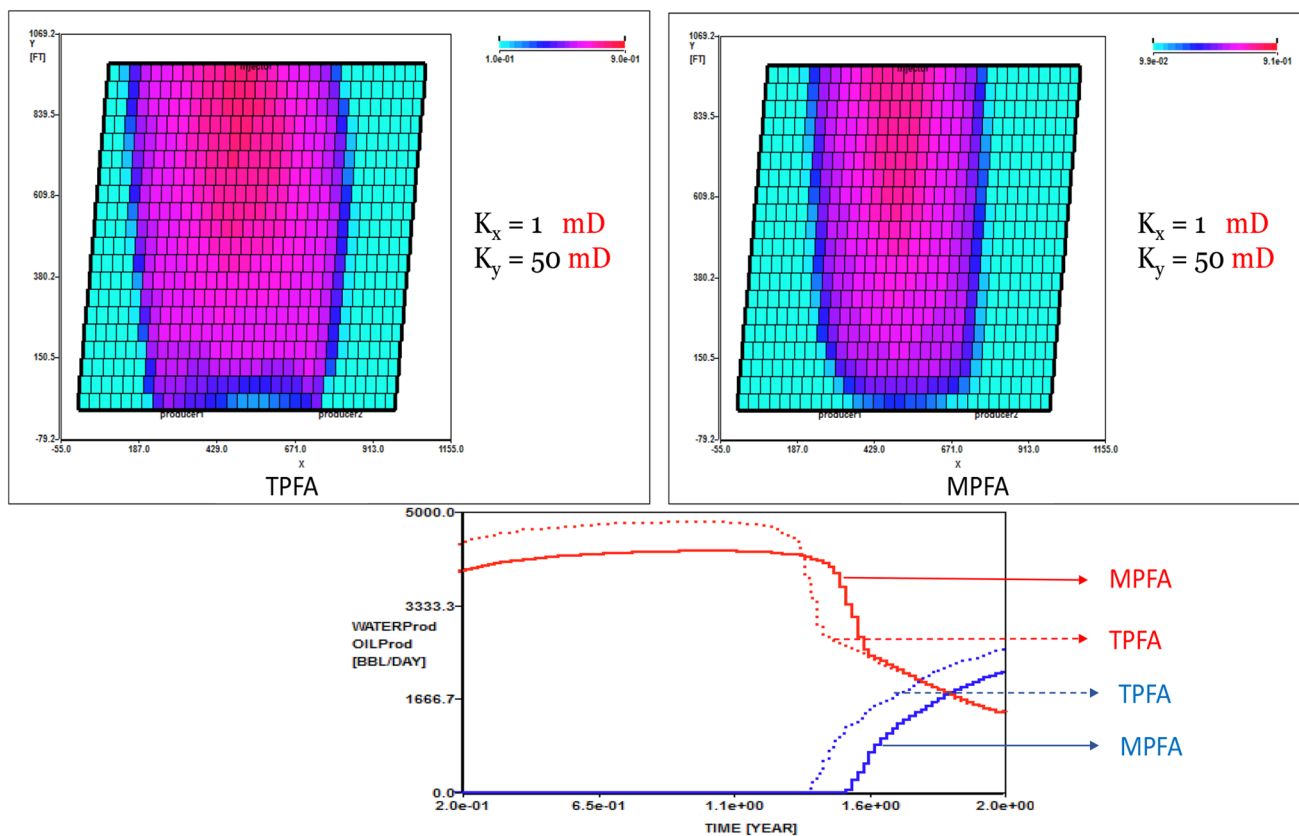 1069.2
Y
[FT]
839.5
609.8
380.2
150.5
-79.2
-55.0 187.0 429.0 671.0 913.0 1155.0
X
1.0e-01 9.0e-01
Injector
producer1 producer2
Kx = 1 mD
Ky = 50 mD
TPFA
1069.2
Y
[FT]
839.5
609.8
380.2
150.5
-79.2
-55.0 187.0 429.0 671.0 913.0 1155.0
X
9.9e-02 9.1e-01
Injector
producer1 producer2
Kx = 1 mD
Ky = 50 mD
MPFA
5000.0
3333.3
WATERProd
OILProd
[BBL/DAY]
1666.7
0.0
2.0e-01 6.5e-01 1.1e+00 1.6e+00 2.0e+00
TIME [YEAR]
MPFA
TPFA
TPFA
MPFA